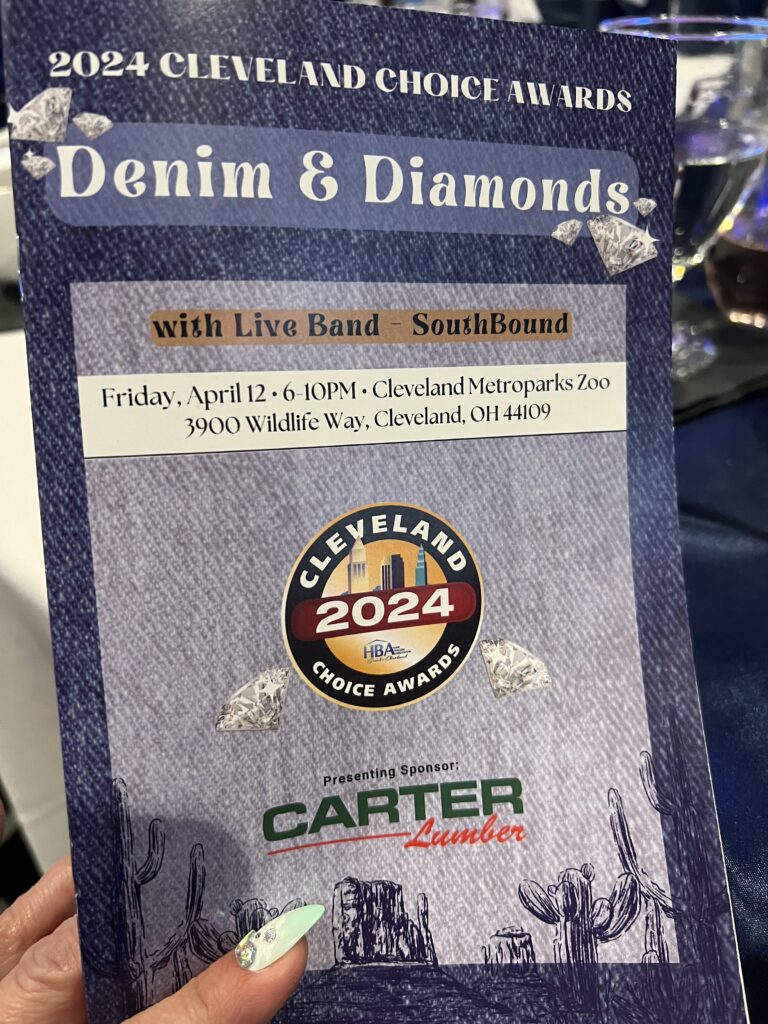 2024 CLEVELAND CHOICE AWARDS
Denim & Diamonds
with Live Band - SouthBound
Friday, April 12 • 6-10PM • Cleveland Metroparks Zoo
3900 Wildlife Way, Cleveland, OH 44109
CLEVELAND
2024
HBA
CHOICE AWARDS
Presenting Sponsor:
CARTER
Lumber